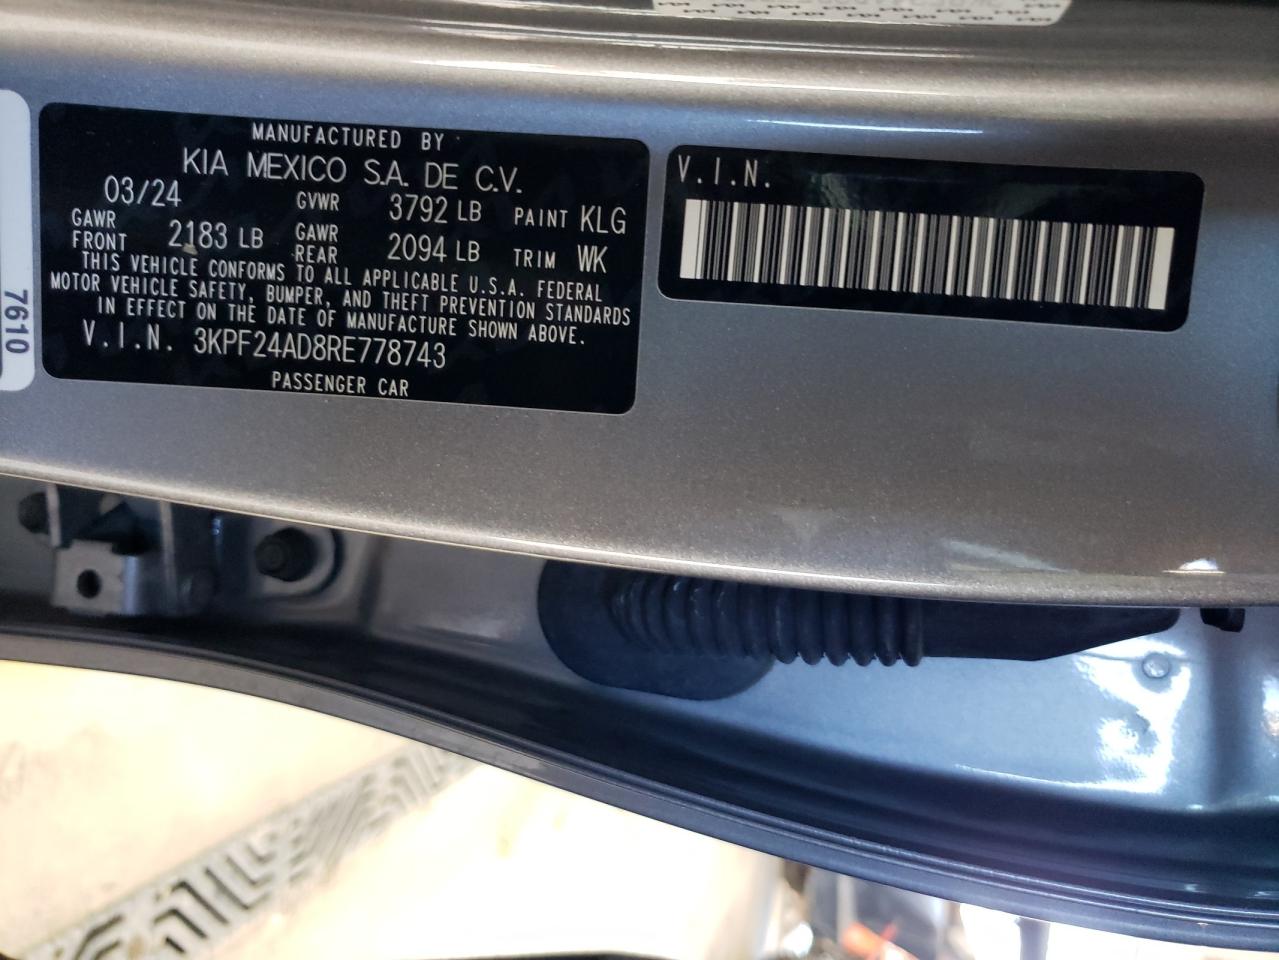 MANUFACTURED BY
KIA MEXICO S.A. DE C.V.
03/24 GVWR 3792 LB PAINT KLG
GAWR FRONT 2183 LB GAWR REAR 2094 LB TRIM WK
THIS VEHICLE CONFORMS TO ALL APPLICABLE U.S.A. FEDERAL
MOTOR VEHICLE SAFETY, BUMPER, AND THEFT PREVENTION STANDARDS
IN EFFECT ON THE DATE OF MANUFACTURE SHOWN ABOVE.
V.I.N. 3KPF24AD8RE778743
PASSENGER CAR
V.I.N.
7610